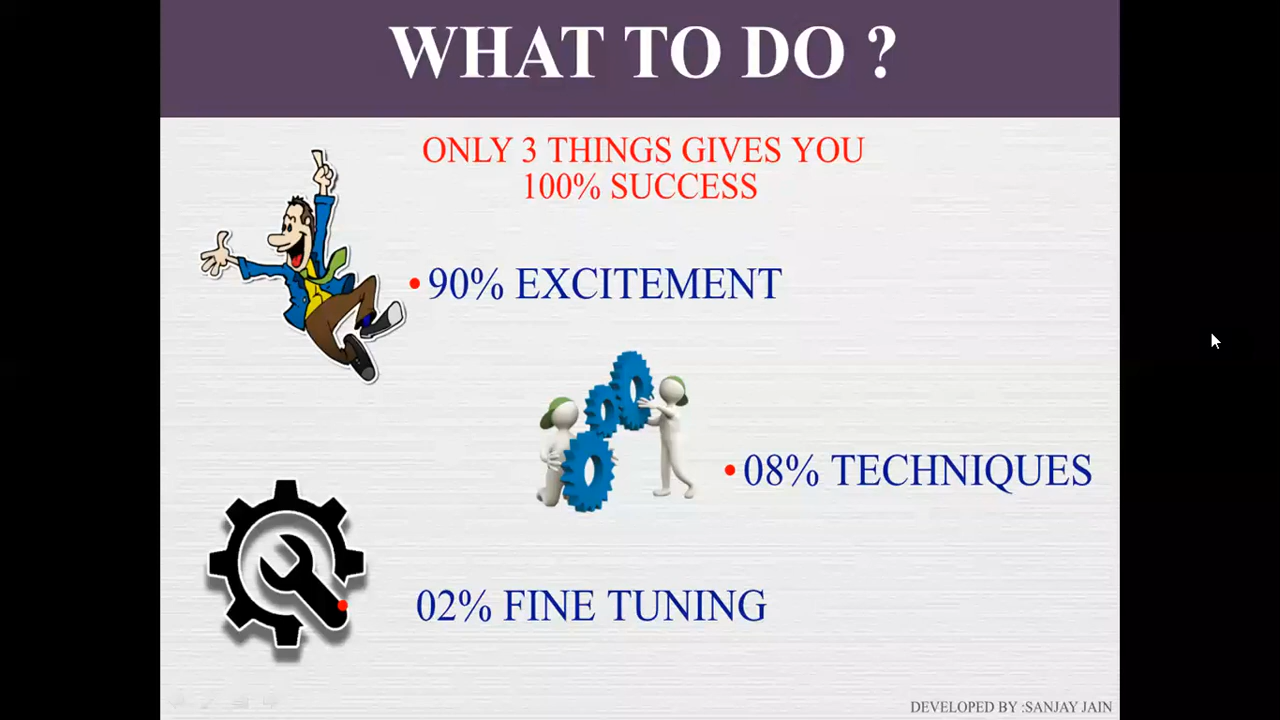 WHAT TO DO ?
ONLY 3 THINGS GIVES YOU
100% SUCCESS
• 90% EXCITEMENT
• 08% TECHNIQUES
02% FINE TUNING
DEVELOPED BY :SANJAY JAIN